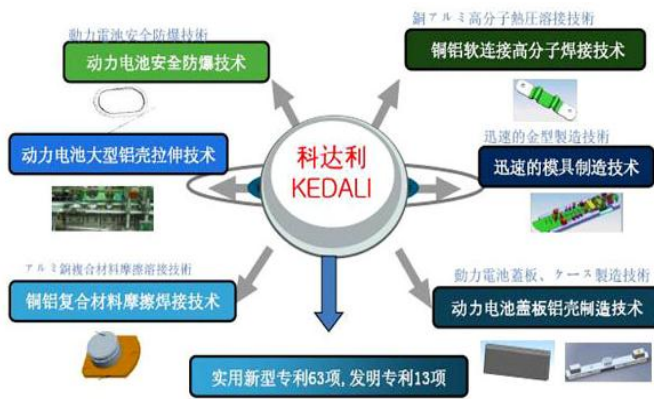 動力電池安全防爆技術
动力电池安全防爆技术
銅アルミ高分子熱圧溶接技術
铜铝软连接高分子焊接技术
科达利
KEDALI
动力电池大型铝壳拉伸技术
迅速的金型製造技術
迅速的模具制造技术
アルミ銅複合材料摩擦溶接技術
铜铝复合材料摩擦焊接技术
動力電池蓋板、ケース製造技術
动力电池盖板铝壳制造技术
实用新型专利63项, 发明专利13项